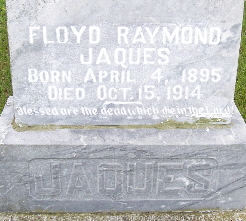 FLOYD RAYMOND
JAQUES
BORN APRIL 4, 1895
DIED OCT. 15, 1914
Blessed are the dead which die in the Lord
JAQUES